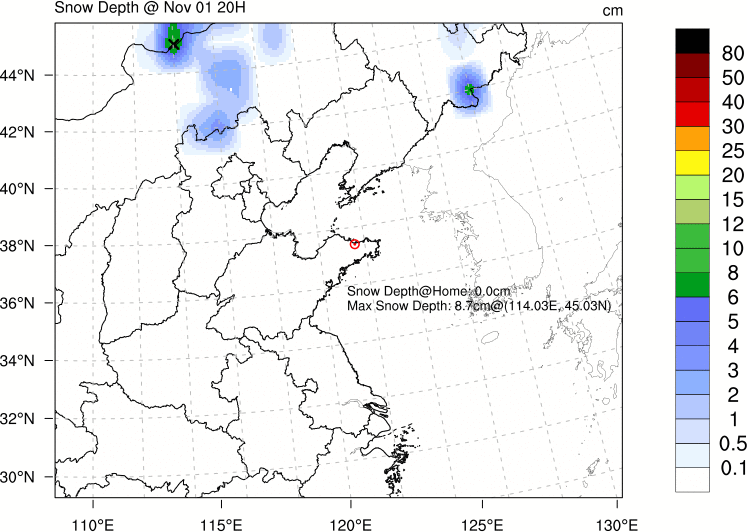 Snow Depth @ Nov 01 20H
cm
80
50
40
30
25
20
15
12
10
8
6
5
4
3
2
1
0.5
0.1
44°N
42°N
40°N
38°N
36°N
34°N
32°N
30°N
Snow Depth@Home: 0.0cm
Max Snow Depth: 8.7cm@(114.03E, 45.03N)
110°E
115°E
120°E
125°E
130°E